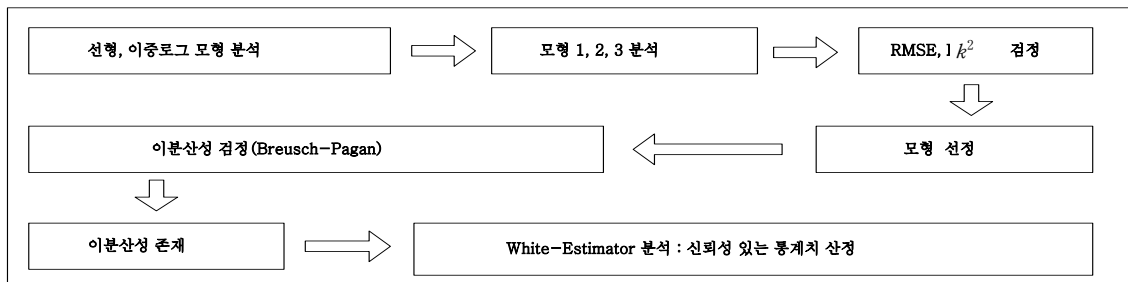 선형, 이중로그 모형 분석
모형 1, 2, 3 분석
RMSE, l k² 검정
모형 선정
이분산성 검정(Breusch-Pagan)
이분산성 존재
White-Estimator 분석 : 신뢰성 있는 통계치 산정